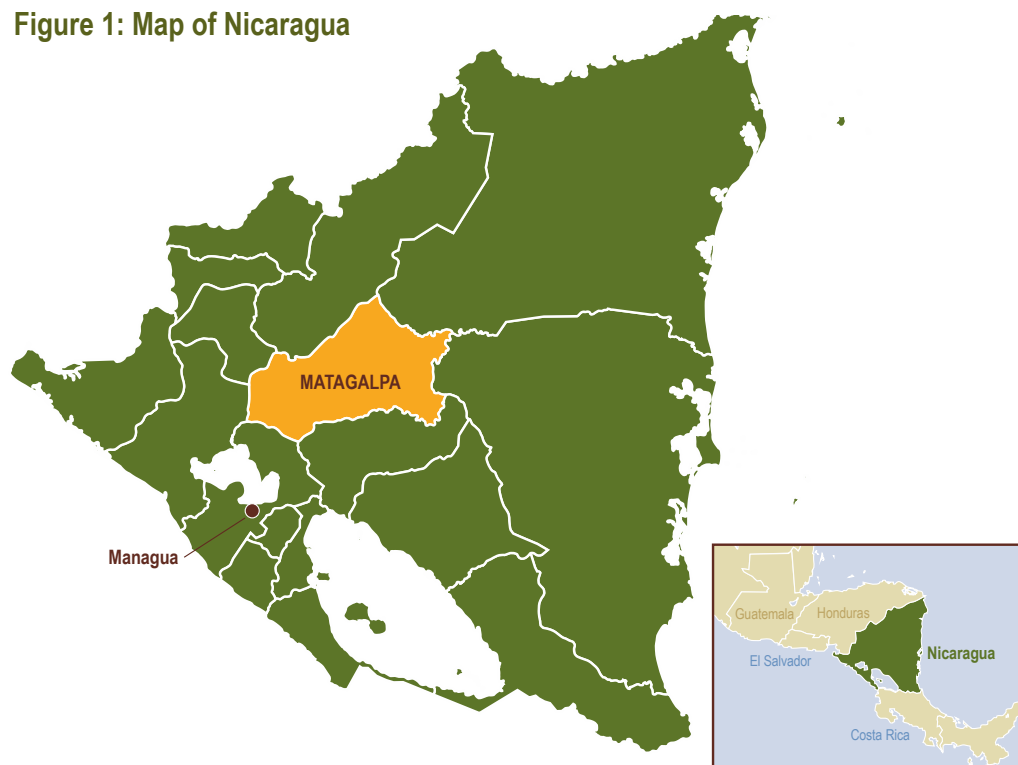 Figure 1: Map of Nicaragua
MATAGALPA
Managua
Guatemala
Honduras
El Salvador
Nicaragua
Costa Rica